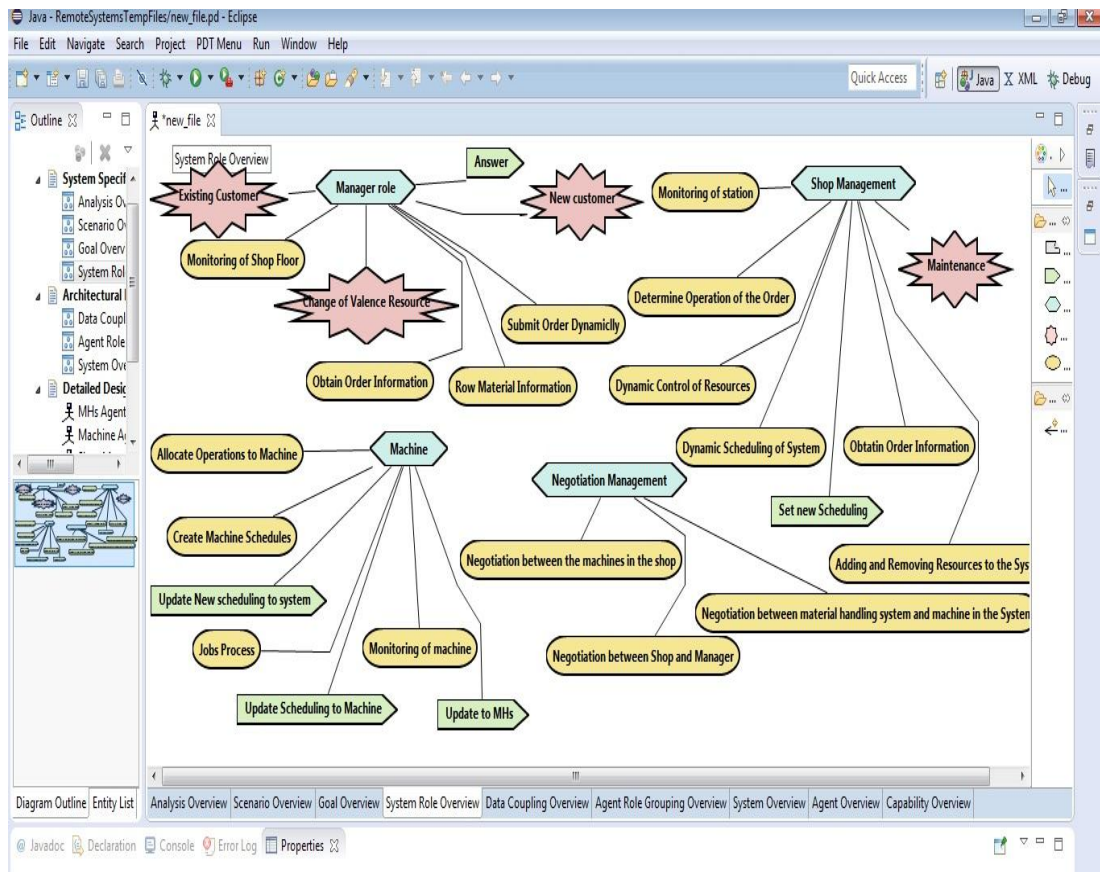 Java - RemoteSystemsTempFiles/new_file.pd - Eclipse
File Edit Navigate Search Project PDT Menu Run Window Help
Quick Access
Java
XML
Debug
Outline
System Specif
Analysis Ov
Scenario Ov
Goal Overv
System Rol
Architectural
Data Coupl
Agent Role
System Ove
Detailed Desig
MHs Agent
Machine Ag
*new_file
System Role Overview
Existing Customer
Manager role
Answer
New customer
Monitoring of Shop Floor
Change of Valence Resource
Submit Order Dynamiclly
Obtain Order Information
Row Material Information
Monitoring of station
Shop Management
Maintenance
Determine Operation of the Order
Dynamic Control of Resources
Dynamic Scheduling of System
Obtatin Order Information
Set new Scheduling
Adding and Removing Resources to the Sys
Allocate Operations to Machine
Machine
Create Machine Schedules
Update New scheduling to system
Jobs Process
Monitoring of machine
Update Scheduling to Machine
Update to MHs
Negotiation Management
Negotiation between the machines in the shop
Negotiation between material handling system and machine in the System
Negotiation between Shop and Manager
Diagram Outline Entity List
Analysis Overview Scenario Overview Goal Overview System Role Overview Data Coupling Overview Agent Role Grouping Overview System Overview Agent Overview Capability Overview
@ Javadoc Declaration Console Error Log Properties